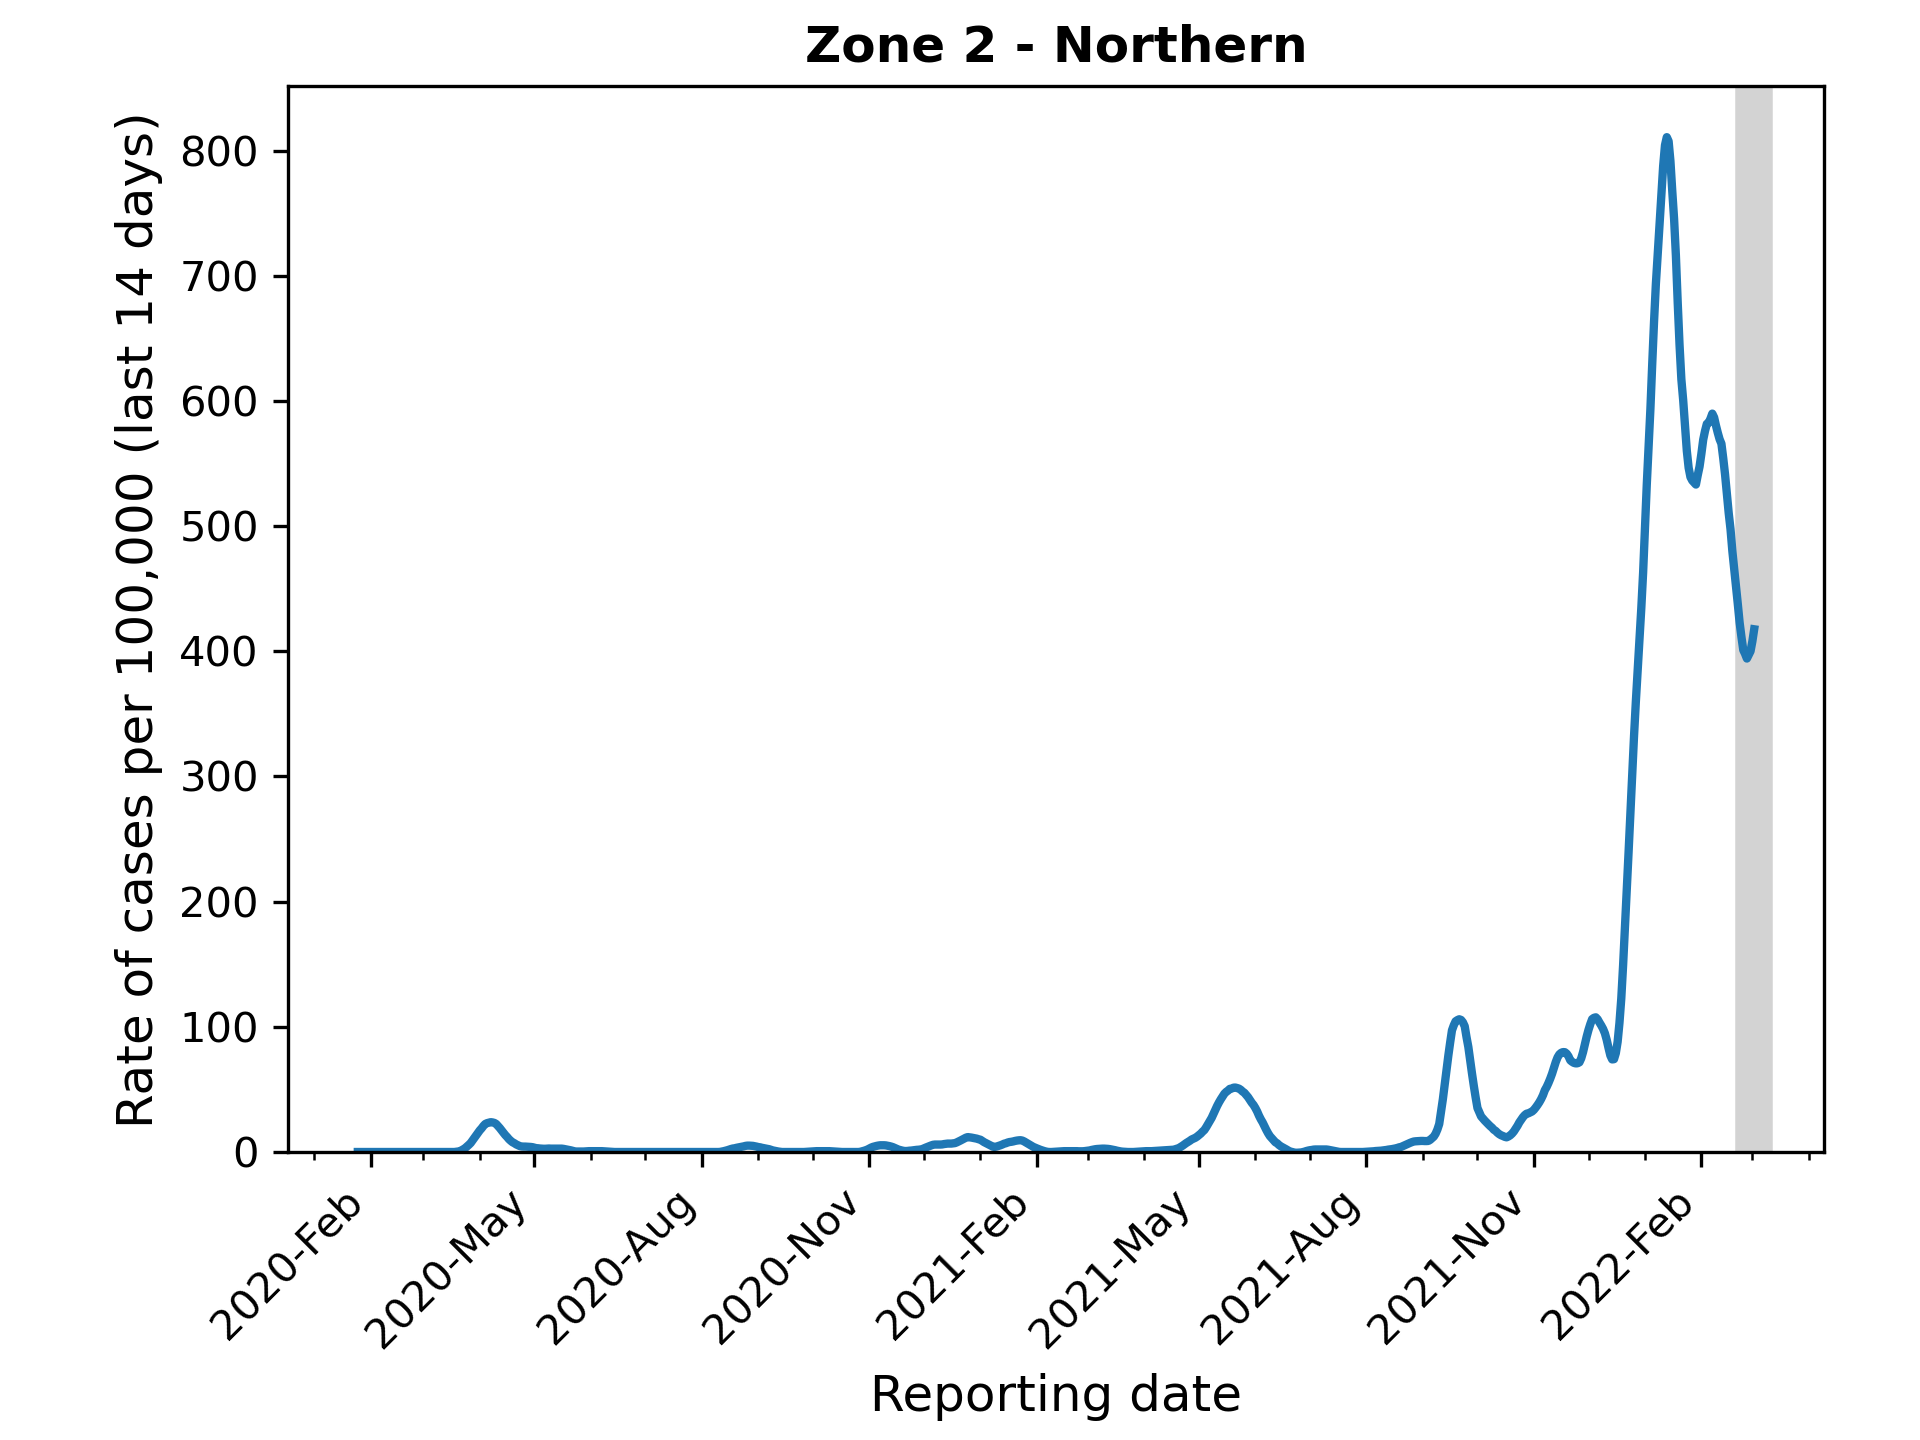 Zone 2 - Northern
Rate of cases per 100,000 (last 14 days)
800
700
600
500
400
300
200
100
0
2020-Feb
2020-May
2020-Aug
2020-Nov
2021-Feb
2021-May
2021-Aug
2021-Nov
2022-Feb
Reporting date